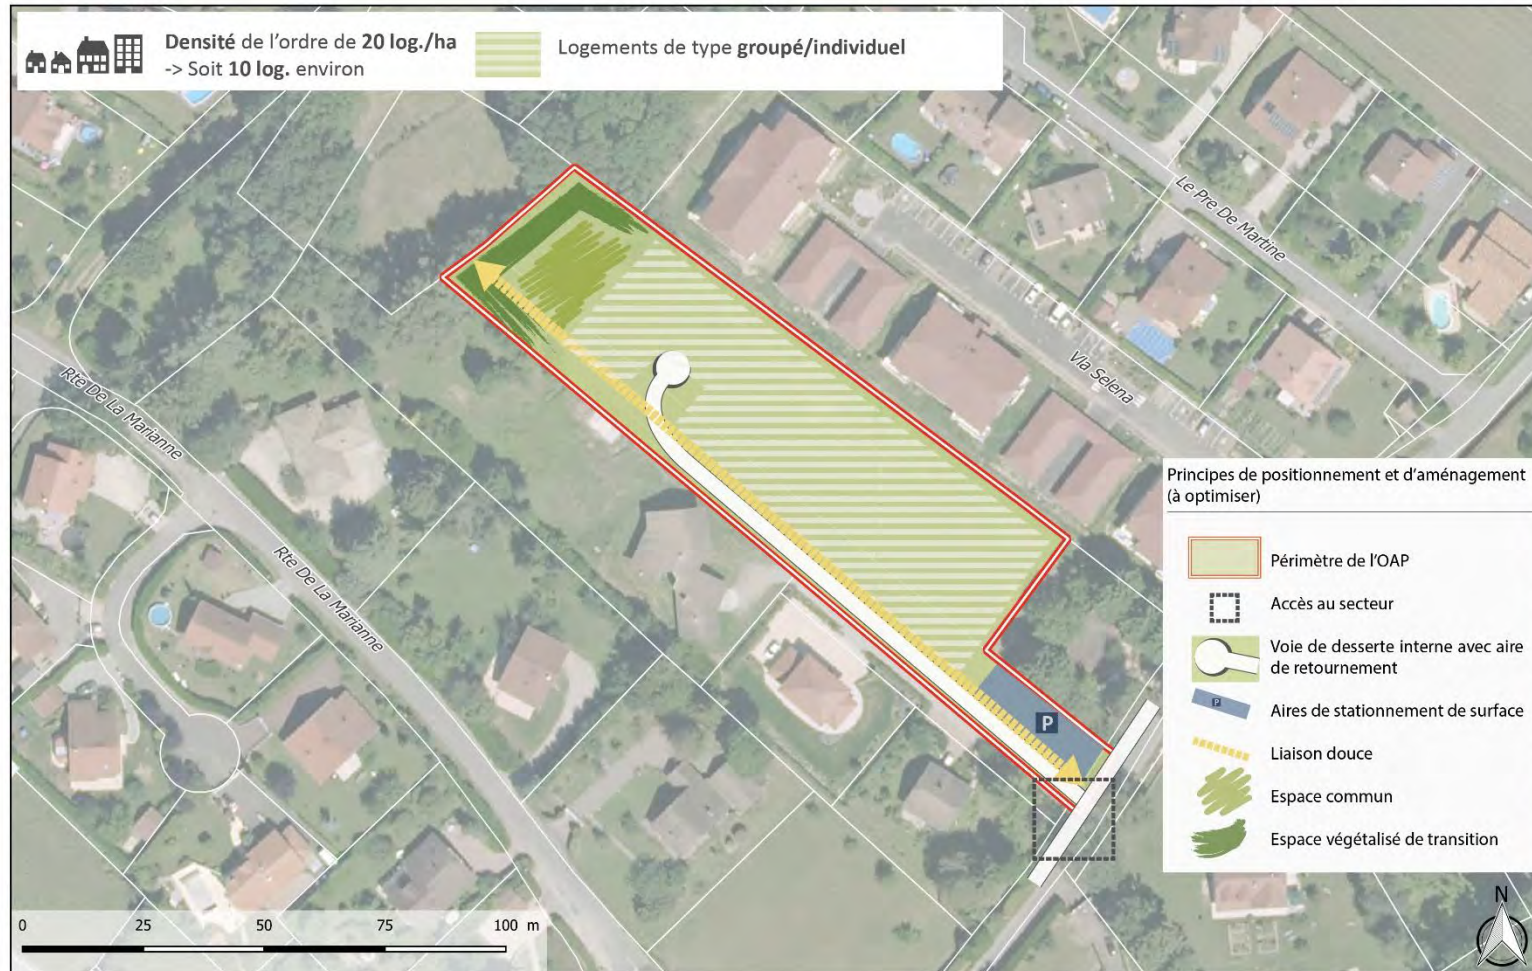 Densité de l'ordre de 20 log./ha
-> Soit 10 log. environ
Logements de type groupé/individuel
Le Pre De Martine
Vla Selena
Rte De La Marianne
Rte De La Marianne
P
Principes de positionnement et d'aménagement
(à optimiser)
Périmètre de l'OAP
Accès au secteur
Voie de desserte interne avec aire
de retournement
P
Aires de stationnement de surface
Liaison douce
Espace commun
Espace végétalisé de transition
N
0 25 50 75 100 m